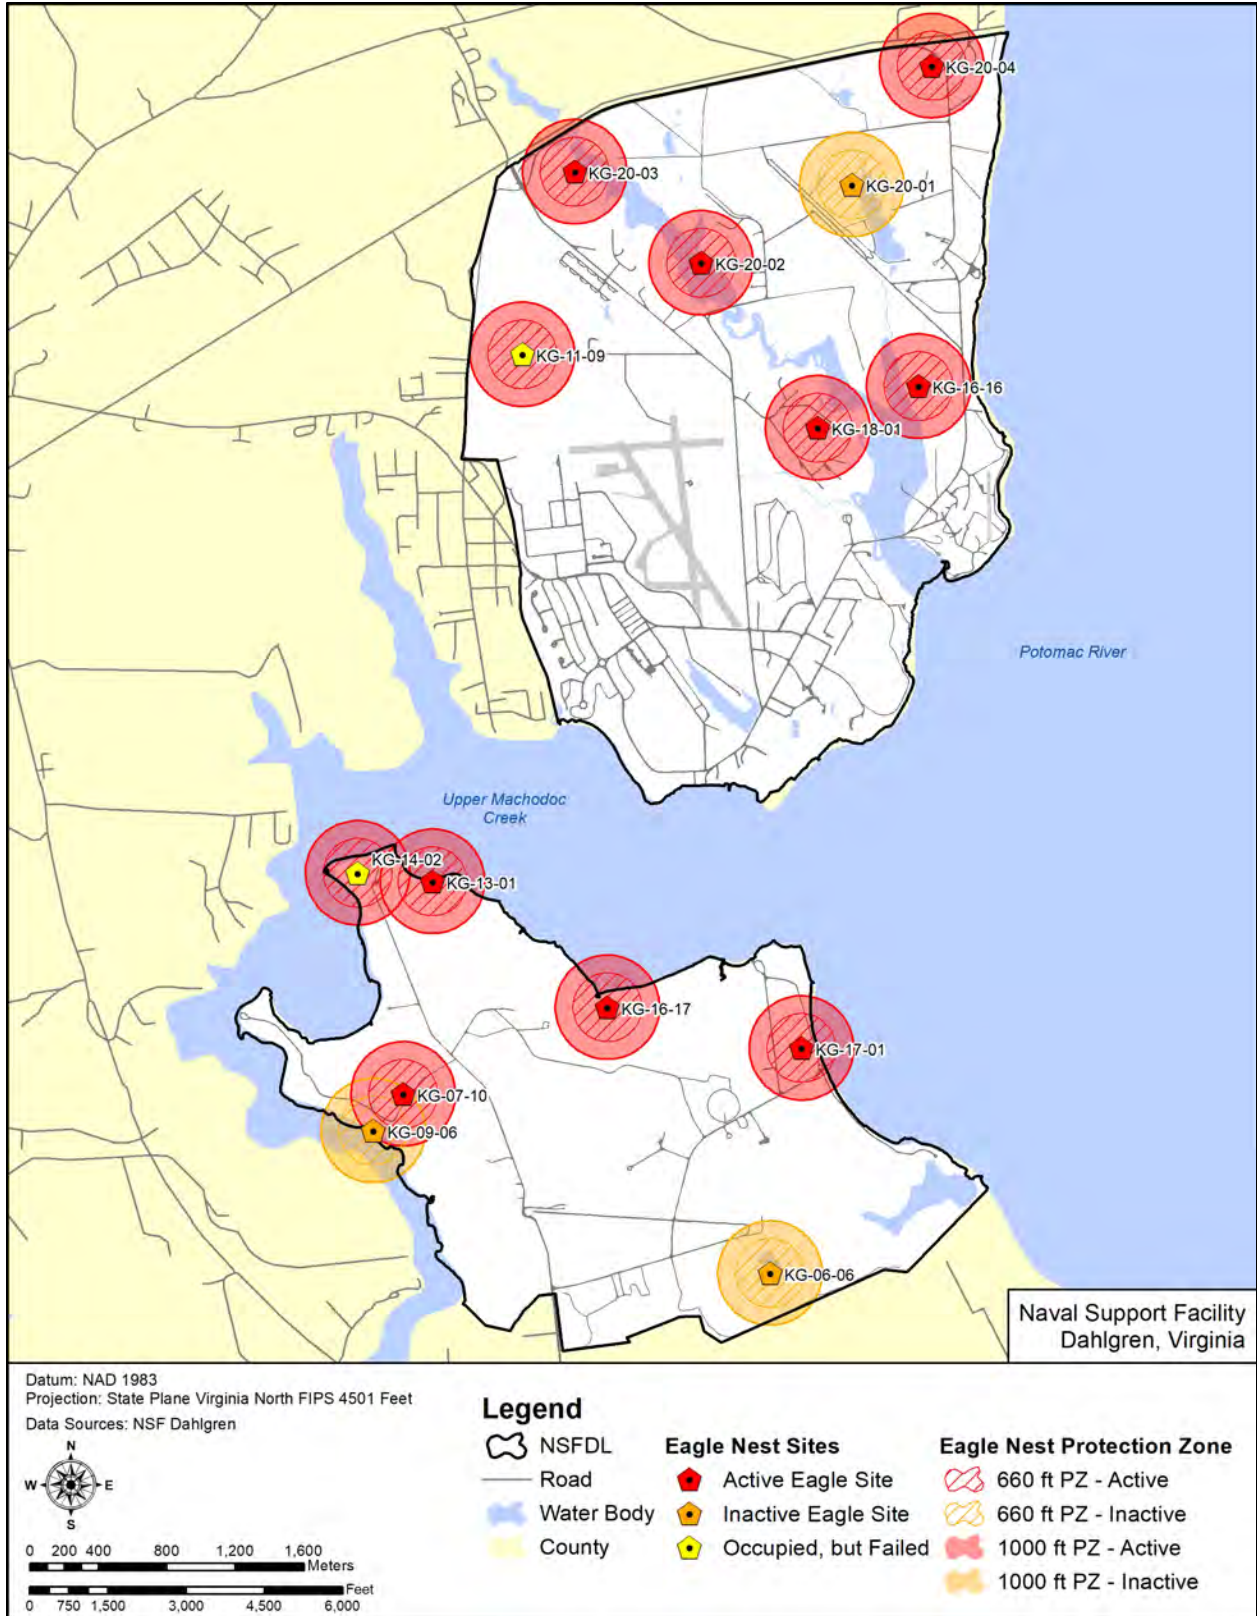 KG-20-04
KG-20-03
KG-20-01
KG-20-02
KG-11-09
KG-16-16
KG-18-01
Potomac River
Upper Machodoc
Creek
KG-14-02
KG-13-01
KG-16-17
KG-17-01
KG-07-10
KG-09-06
KG-06-06
Naval Support Facility
Dahlgren, Virginia
Datum: NAD 1983
Projection: State Plane Virginia North FIPS 4501 Feet
Data Sources: NSF Dahlgren
N
W E
S
0 200 400 800 1,200 1,600
Meters
Feet
0 750 1,500 3,000 4,500 6,000
Legend
NSFDL
Road
Water Body
County
Eagle Nest Sites
Active Eagle Site
Inactive Eagle Site
Occupied, but Failed
Eagle Nest Protection Zone
660 ft PZ - Active
660 ft PZ - Inactive
1000 ft PZ - Active
1000 ft PZ - Inactive